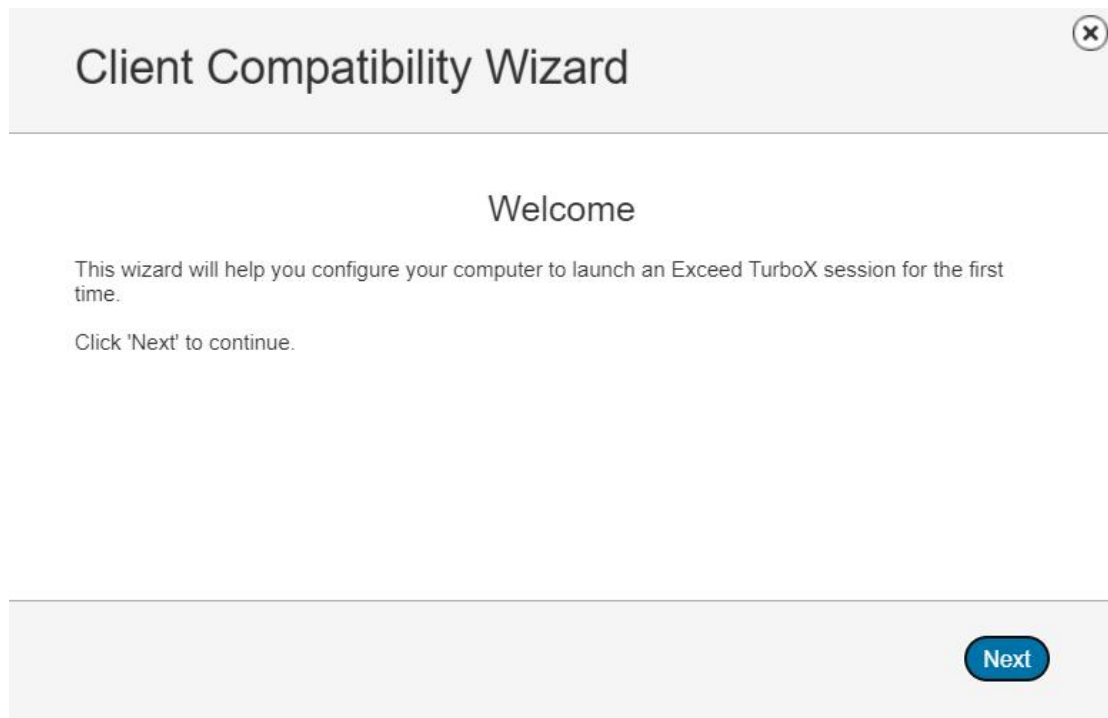 Client Compatibility Wizard
Welcome
This wizard will help you configure your computer to launch an Exceed TurboX session for the first
time.
Click 'Next' to continue.
Next